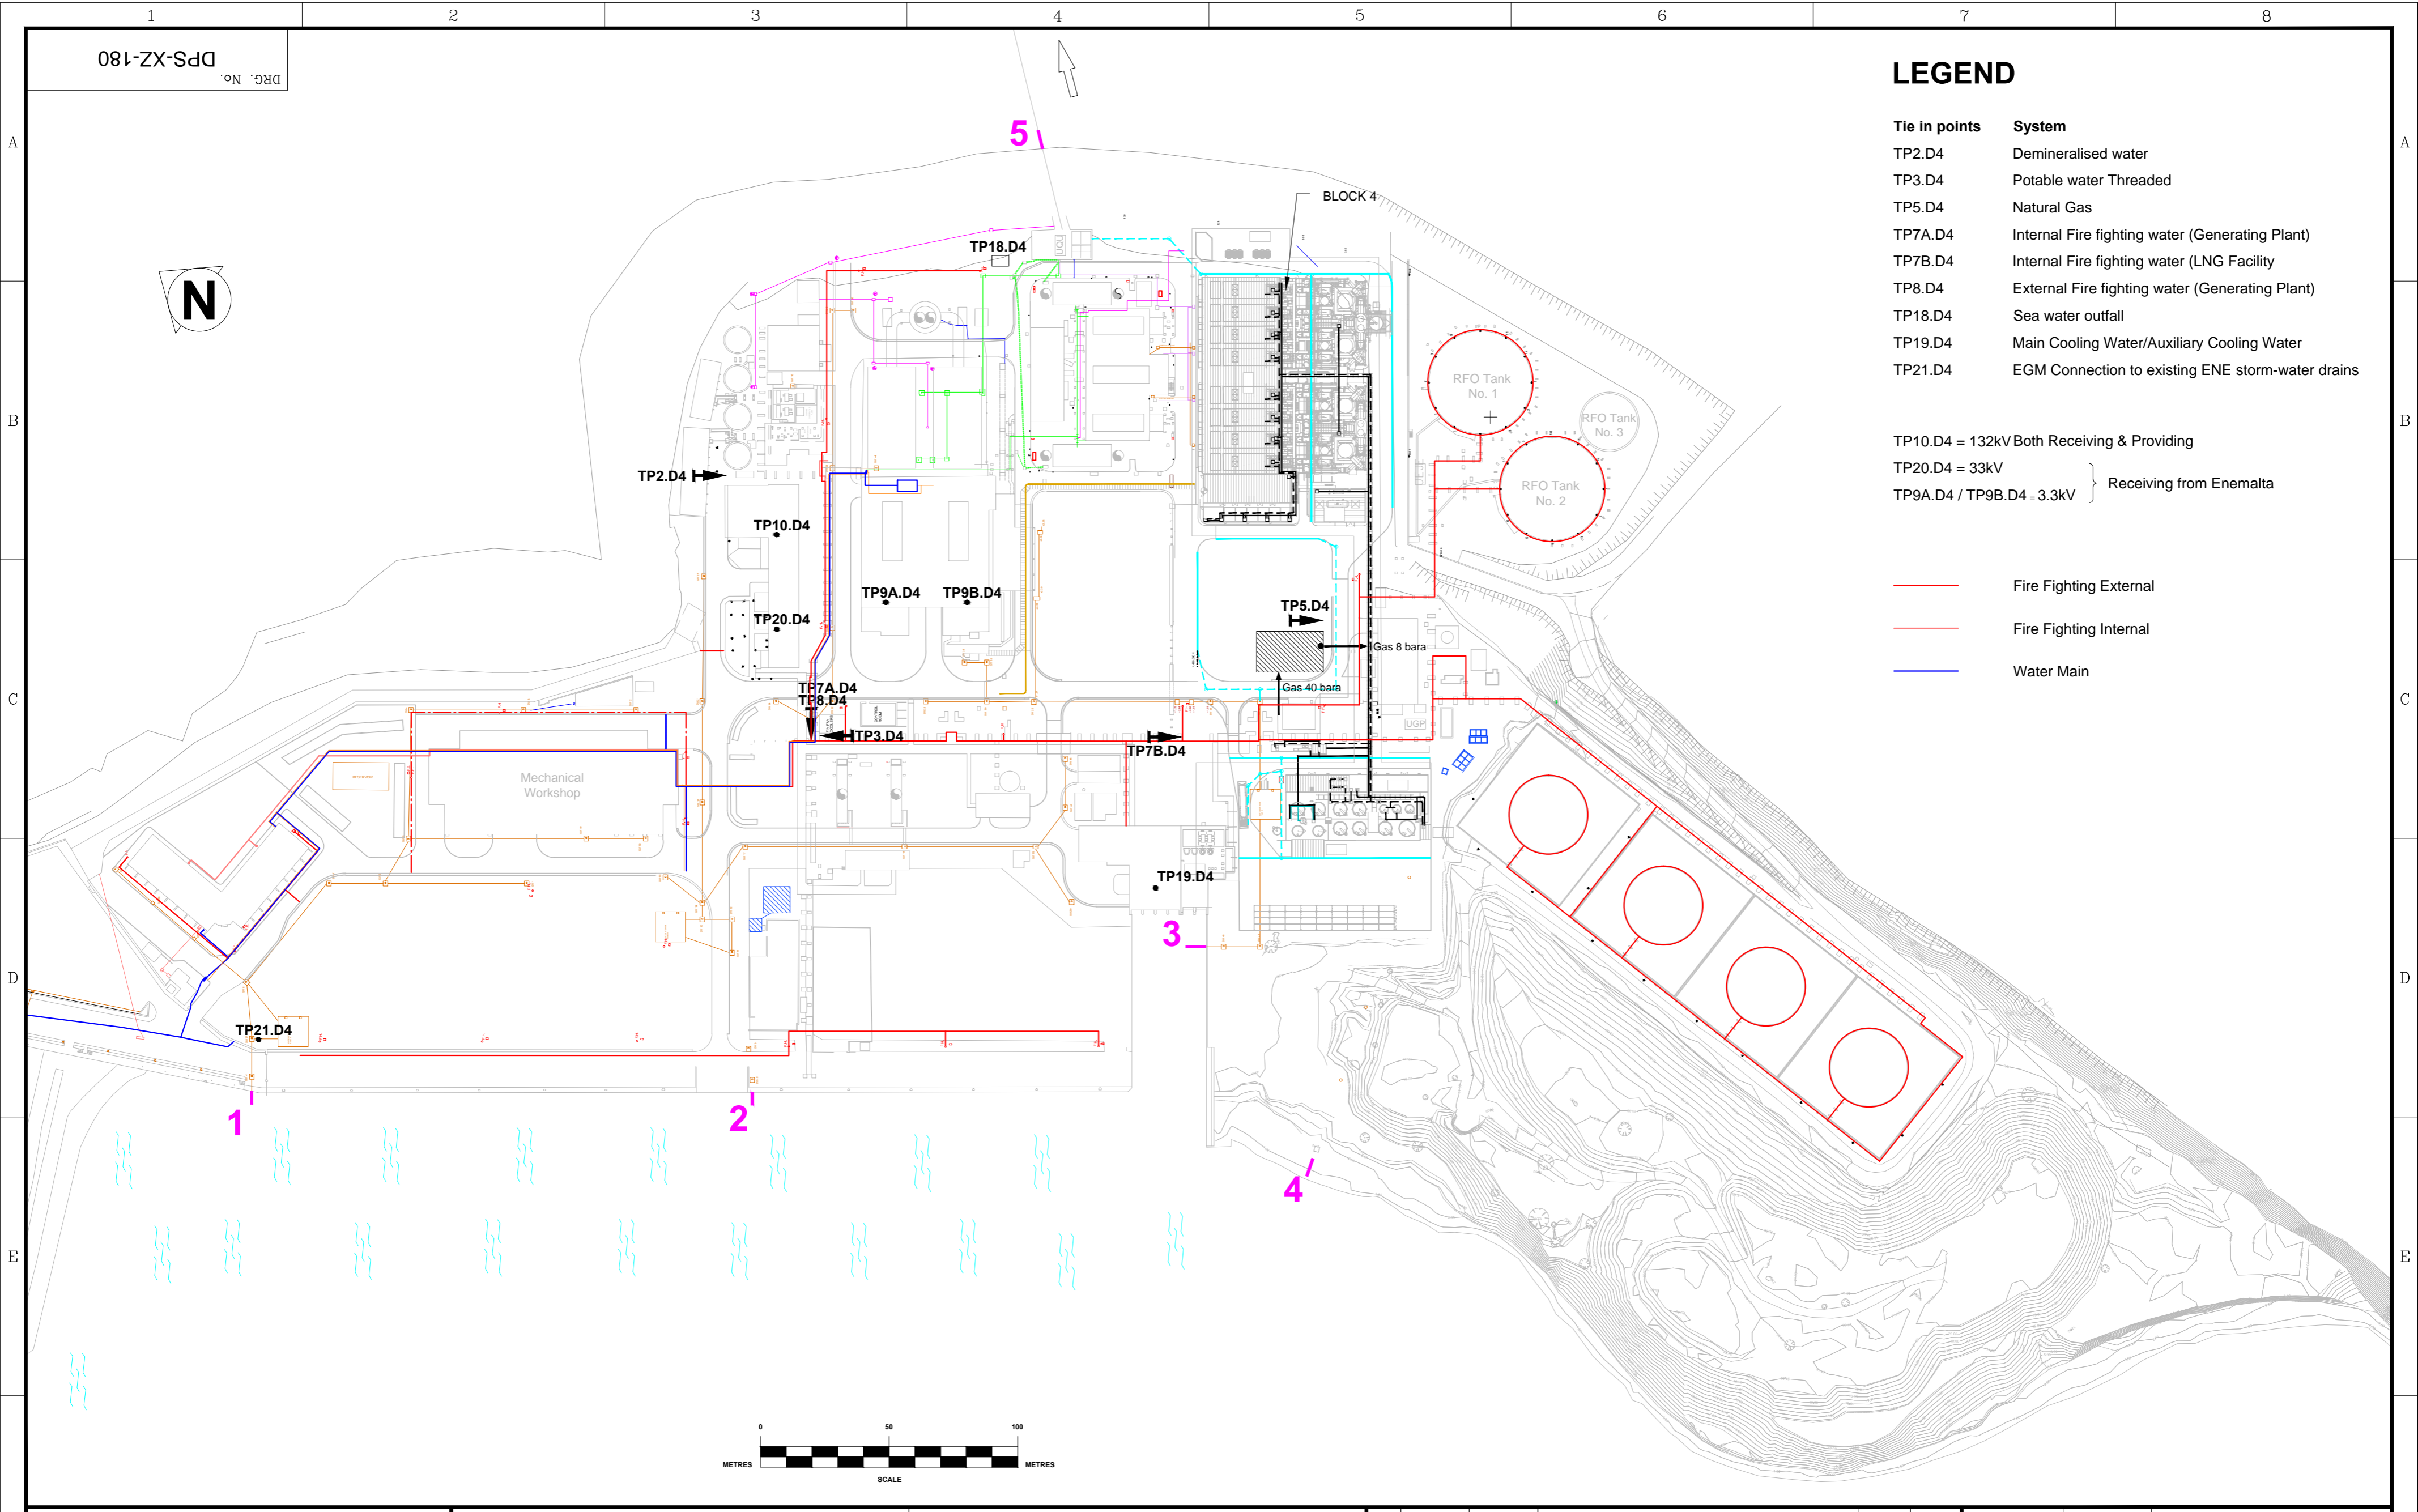 1 2 3 4 5 6 7 8
DPS-XZ-180
DRG. No.
LEGEND
Tie in points System
TP2.D4 Demineralised water
TP3.D4 Potable water Threaded
TP5.D4 Natural Gas
TP7A.D4 Internal Fire fighting water (Generating Plant)
TP7B.D4 Internal Fire fighting water (LNG Facility
TP8.D4 External Fire fighting water (Generating Plant)
TP18.D4 Sea water outfall
TP19.D4 Main Cooling Water/Auxiliary Cooling Water
TP21.D4 EGM Connection to existing ENE storm-water drains
TP10.D4 = 132kV Both Receiving & Providing
TP20.D4 = 33kV
TP9A.D4 / TP9B.D4 = 3.3kV
Receiving from Enemalta
Fire Fighting External
Fire Fighting Internal
Water Main
A A
5
BLOCK 4
TP18.D4
N
RFO Tank
No. 1
RFO Tank
No. 3
RFO Tank
No. 2
B B
TP2.D4
TP10.D4
TP9A.D4 TP9B.D4
TP5.D4
TP20.D4
Gas 8 bara
Gas 40 bara
TP7A.D4
TP8.D4
C C
UGP
TP3.D4
TP7B.D4
Mechanical
Workshop
TP19.D4
3
D D
TP21.D4
1
2
4
E E
0 50 100
METRES METRES
SCALE